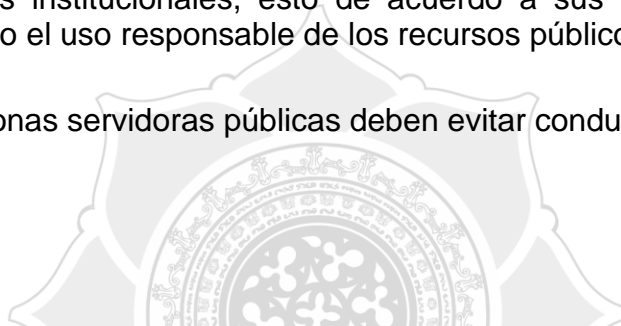 institucionales, esto de acuerdo a sus
o el uso responsable de los recursos público
onas servidoras públicas deben evitar condu